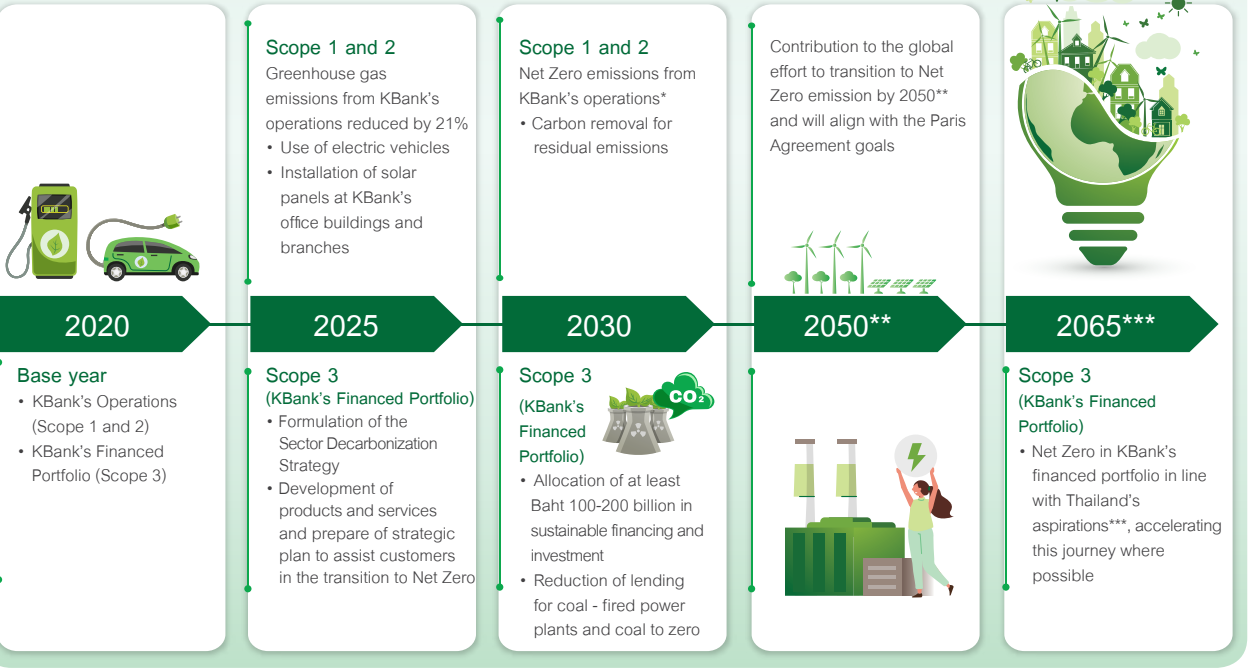 Scope 1 and 2
Greenhouse gas
emissions from KBank's
operations reduced by 21%
• Use of electric vehicles
• Installation of solar
panels at KBank's
office buildings and
branches
Scope 1 and 2
Net Zero emissions from
KBank's operations*
• Carbon removal for
residual emissions
Contribution to the global
effort to transition to Net
Zero emission by 2050**
and will align with the Paris
Agreement goals
2020
2025
2030
2050**
2065***
Base year
• KBank's Operations
(Scope 1 and 2)
• KBank's Financed
Portfolio (Scope 3)
Scope 3
(KBank's Financed Portfolio)
• Formulation of the
Sector Decarbonization
Strategy
• Development of
products and services
and prepare of strategic
plan to assist customers
in the transition to Net Zero
Scope 3
(KBank's
Financed
Portfolio)
CO₂
• Allocation of at least
Baht 100-200 billion in
sustainable financing and
investment
• Reduction of lending
for coal - fired power
plants and coal to zero
Scope 3
(KBank's Financed
Portfolio)
• Net Zero in KBank's
financed portfolio in line
with Thailand's
aspirations***, accelerating
this journey where
possible